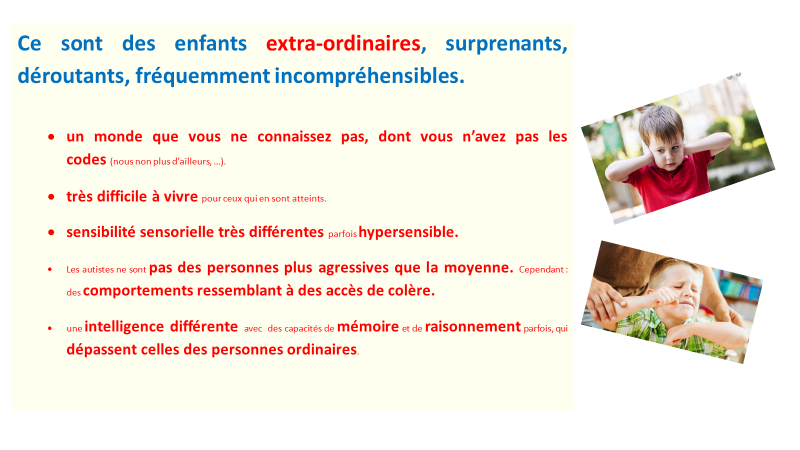 Ce sont des enfants extra-ordinaires, surprenants,
déroutants, fréquemment incompréhensibles.
• un monde que vous ne connaissez pas, dont vous n’avez pas les
codes (nous non plus d’ailleurs, …).
• très difficile à vivre pour ceux qui en sont atteints.
• sensibilité sensorielle très différentes parfois hypersensible.
• Les autistes ne sont pas des personnes plus agressives que la moyenne. Cependant :
des comportements ressemblant à des accès de colère.
• une intelligence différente avec des capacités de mémoire et de raisonnement parfois, qui
dépassent celles des personnes ordinaires.